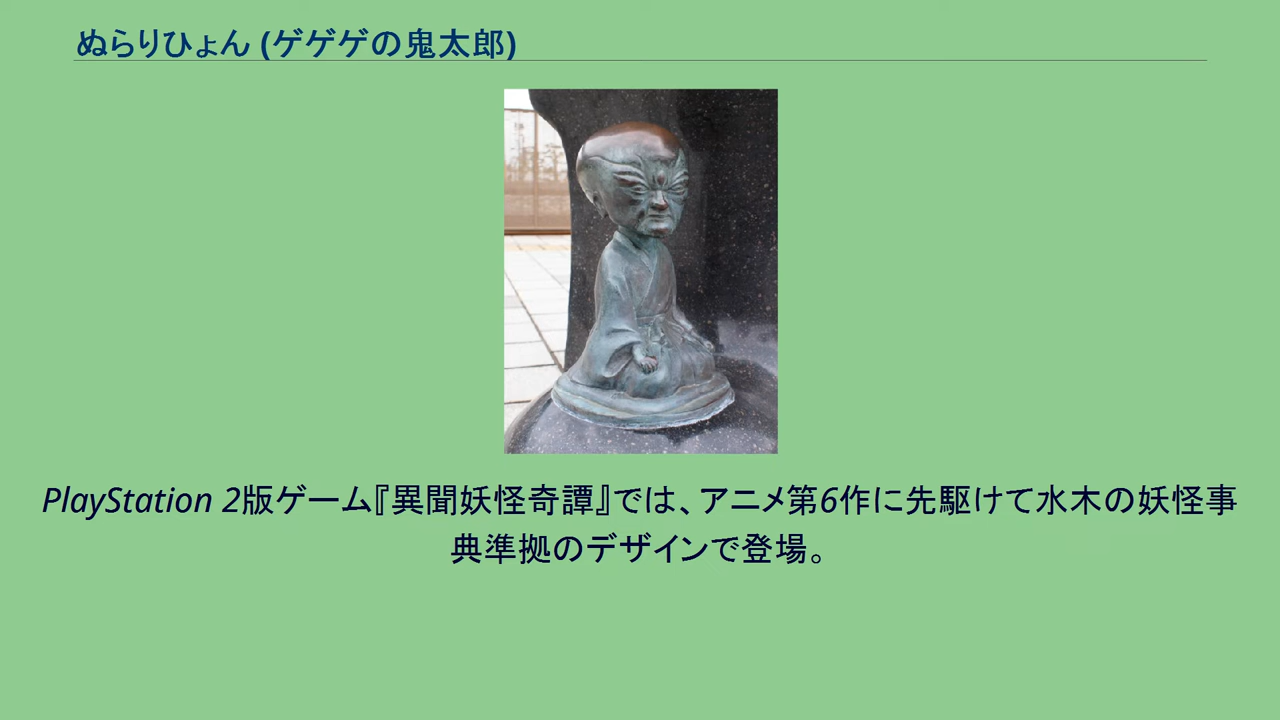 ぬらりひょん (ゲゲゲの鬼太郎)
PlayStation 2版ゲーム『異聞妖怪奇譚』では、アニメ第6作に先駆けて水木の妖怪事
典準拠のデザインで登場。